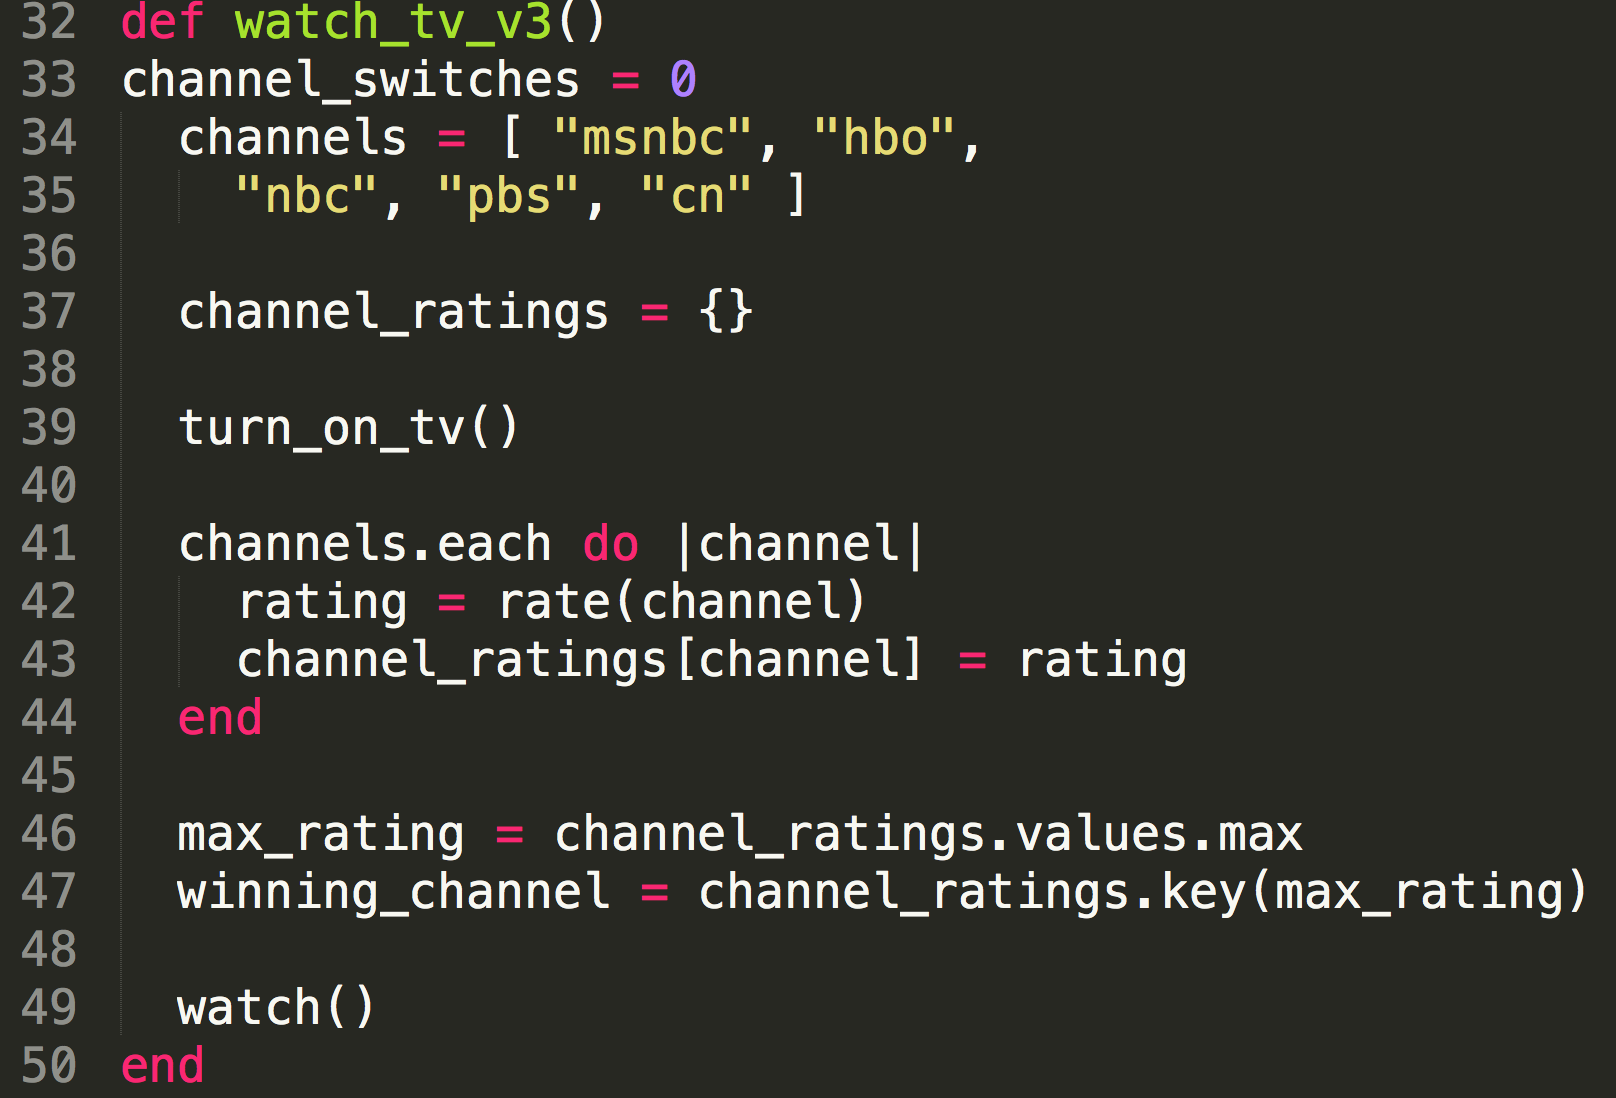 32 def watch_tv_v3()
33 channel_switches = 0
34   channels = [ "msnbc", "hbo",
35     "nbc", "pbs", "cn" ]
36
37   channel_ratings = {}
38
39   turn_on_tv()
40
41   channels.each do |channel|
42     rating = rate(channel)
43     channel_ratings[channel] = rating
44   end
45
46   max_rating = channel_ratings.values.max
47   winning_channel = channel_ratings.key(max_rating)
48
49   watch()
50 end